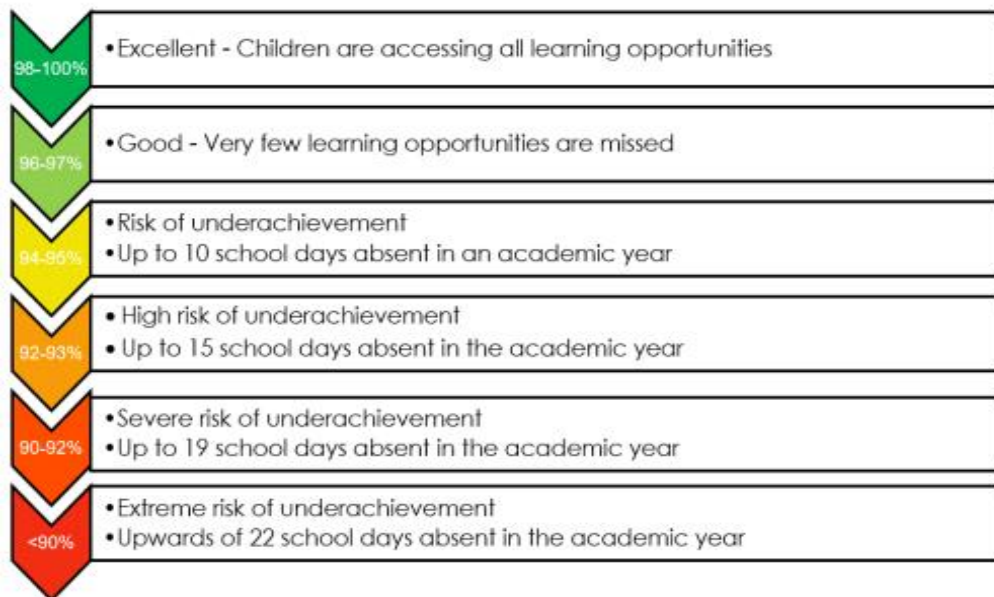 98-100%
•Excellent - Children are accessing all learning opportunities
96-97%
•Good - Very few learning opportunities are missed
94-95%
•Risk of underachievement
•Up to 10 school days absent in an academic year
92-93%
• High risk of underachievement
• Up to 15 school days absent in the academic year
90-92%
•Severe risk of underachievement
•Up to 19 school days absent in the academic year
<90%
•Extreme risk of underachievement
•Upwards of 22 school days absent in the academic year